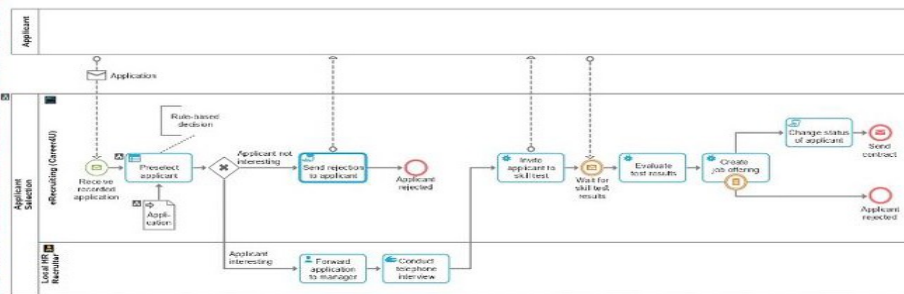 Applicant
Application
Applicant
Selection
eRecruiting (Career4U)
Rule-based
decision
Receive
recorded
application
Preselect
applicant
Appli-
cation
Applicant not
interesting
Send rejection
to applicant
Applicant
rejected
Invite
applicant to
skill test
Wait for
skill test
results
Evaluate
test results
Create
job offering
Change status
of applicant
Send
contract
Applicant
rejected
Local HR
Recruiter
Applicant
interesting
Forward
application
to manager
Conduct
telephone
interview